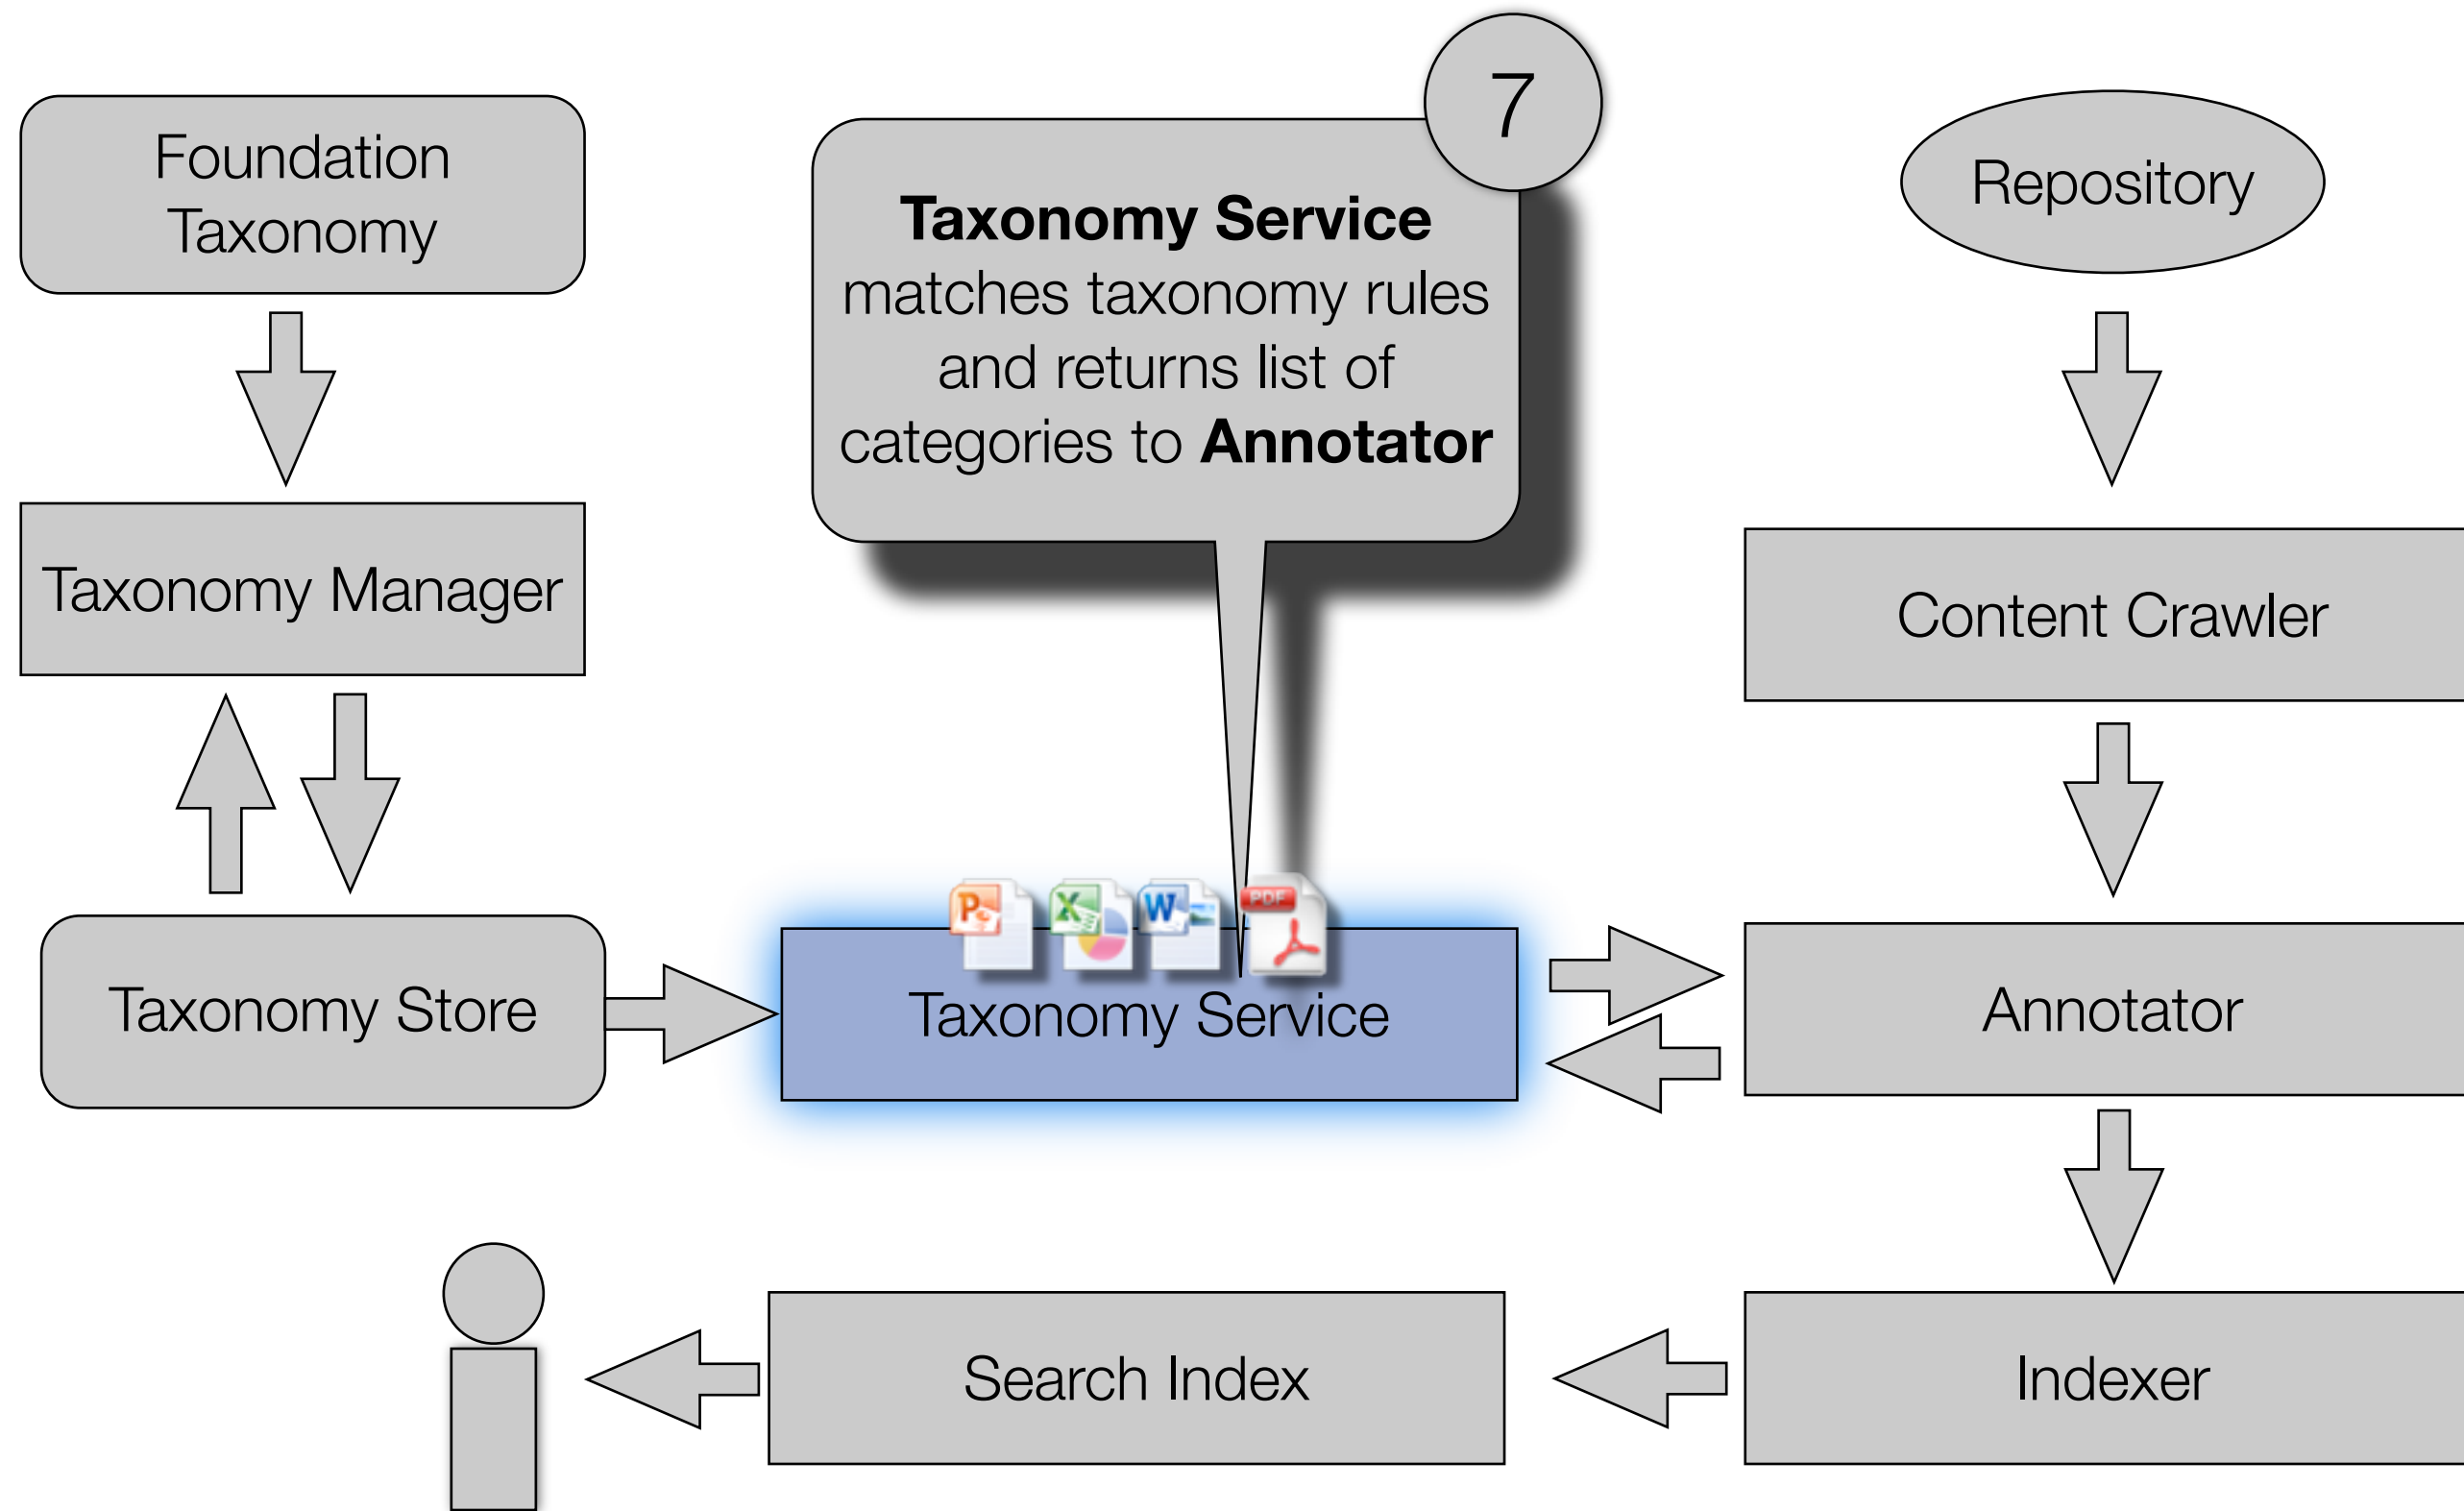 7
Foundation
Taxonomy
Taxonomy Service
matches taxonomy rules
and returns list of
categories to Annotator
Repository
Taxonomy Manager
Content Crawler
P
X
W
PDF
Taxonomy Store
Taxonomy Service
Annotator
Search Index
Indexer